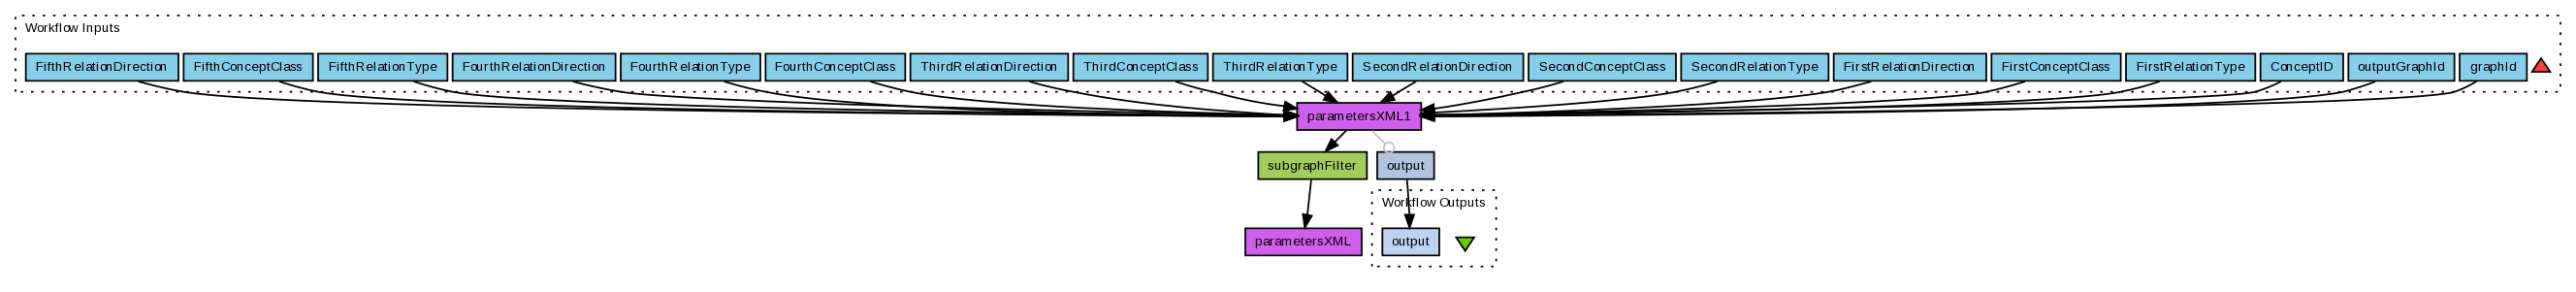 Workflow Inputs
FifthRelationDirection FifthConceptClass FifthRelationType FourthRelationDirection FourthRelationType FourthConceptClass ThirdRelationDirection ThirdConceptClass ThirdRelationType SecondRelationDirection SecondConceptClass SecondRelationType FirstRelationDirection FirstConceptClass FirstRelationType ConceptID outputGraphId graphId
parametersXML1
subgraphFilter output
Workflow Outputs
parametersXML output